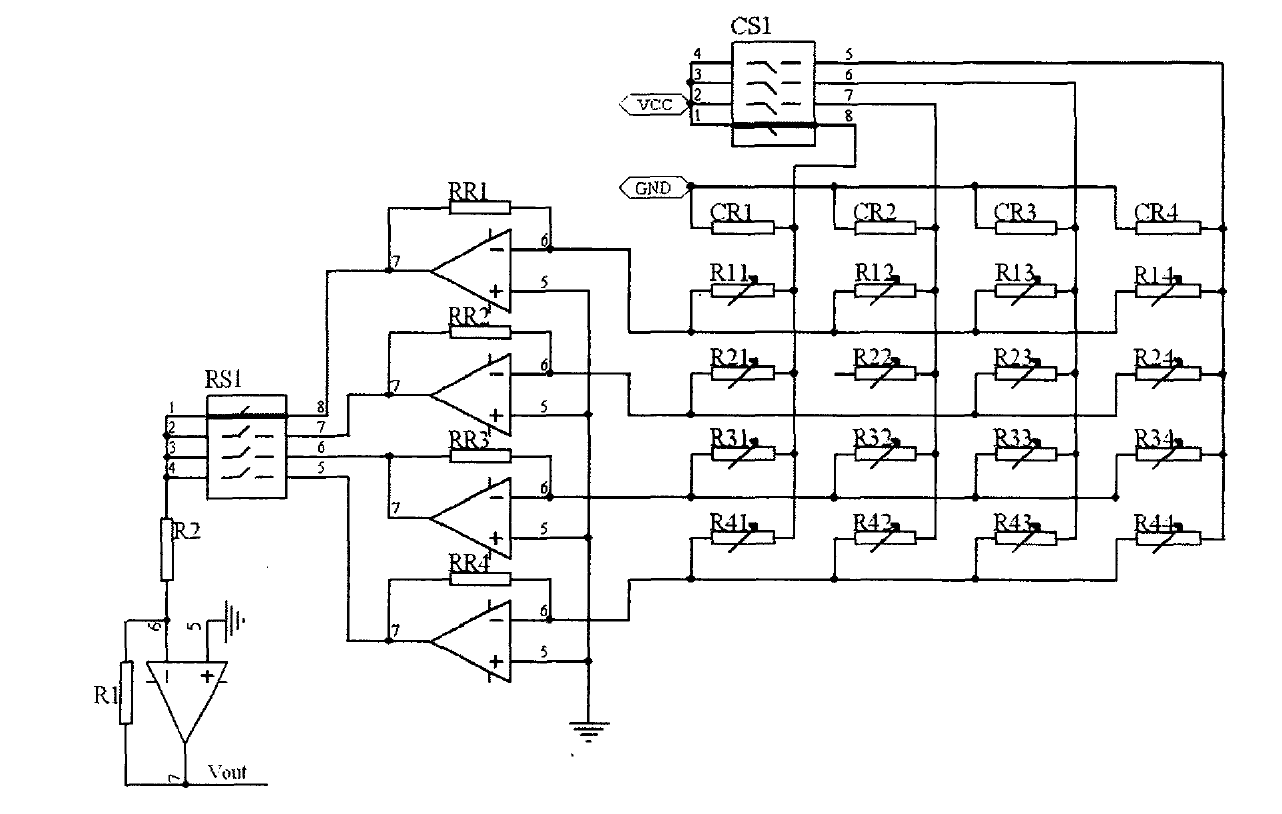 CS1
4 5
3 6
VCC 2 7
1 8
GND
RR1 CR1 CR2 CR3 CR4
7 − 6 R11 R12 R13 R14
+ 5
RR2
7 − 6 R21 R22 R23 R24
RS1
+ 5
1 8
2 7
3 6 RR3 R31 R32 R33 R34
4 5
7 − 6
R2 + 5 R41 R42 R43 R44
RR4
6 5 7 − 6
+ 5
− +
R1
7 Vout